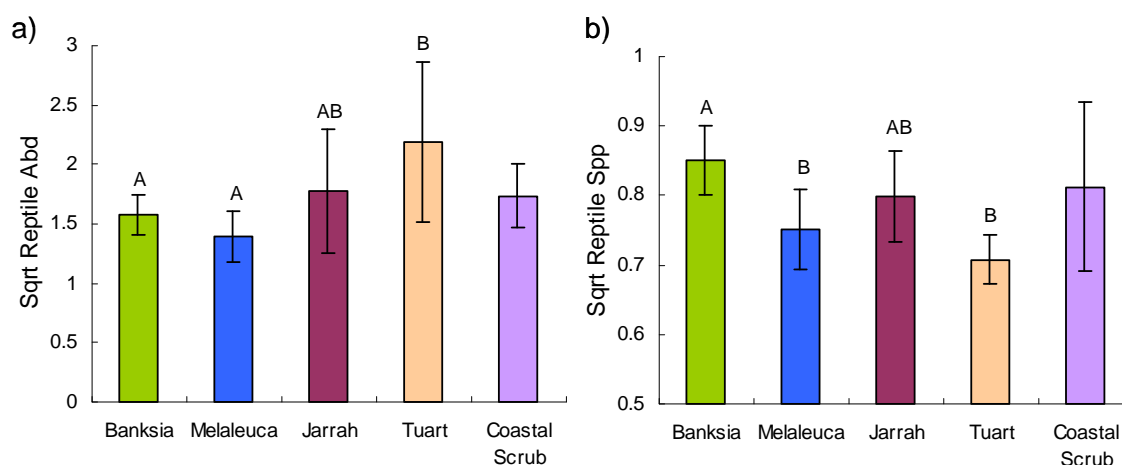 a)
Sqrt Reptile Abd
3
2.5
2
1.5
1
0.5
0
A
A
AB
B
Banksia Melaleuca Jarrah Tuart Coastal
Scrub
b)
Sqrt Reptile Spp
1
0.9
0.8
0.7
0.6
0.5
A
B
AB
B
Banksia Melaleuca Jarrah Tuart Coastal
Scrub